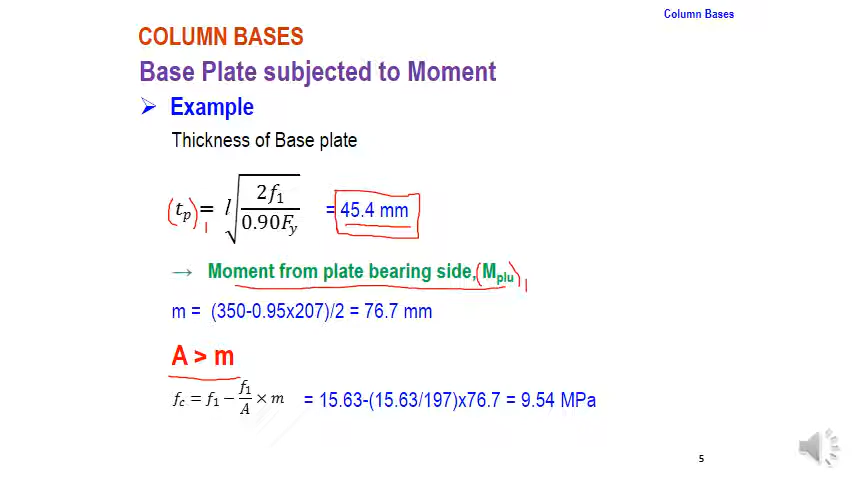 Column Bases
COLUMN BASES
Base Plate subjected to Moment
➢ Example
Thickness of Base plate
(t_p)_1 = l√(2f_1/0.90F_y) = 45.4 mm
→ Moment from plate bearing side,(M_plu)_1
m = (350-0.95x207)/2 = 76.7 mm
A > m
f_c = f_1 − f_1/A × m = 15.63-(15.63/197)x76.7 = 9.54 MPa
5